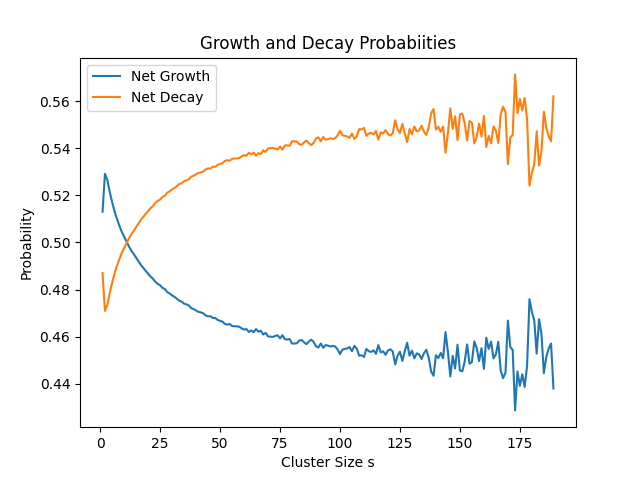 Growth and Decay Probabiities
Net Growth
Net Decay
0.56
0.54
0.52
0.50
0.48
0.46
0.44
Probability
0 25 50 75 100 125 150 175
Cluster Size s